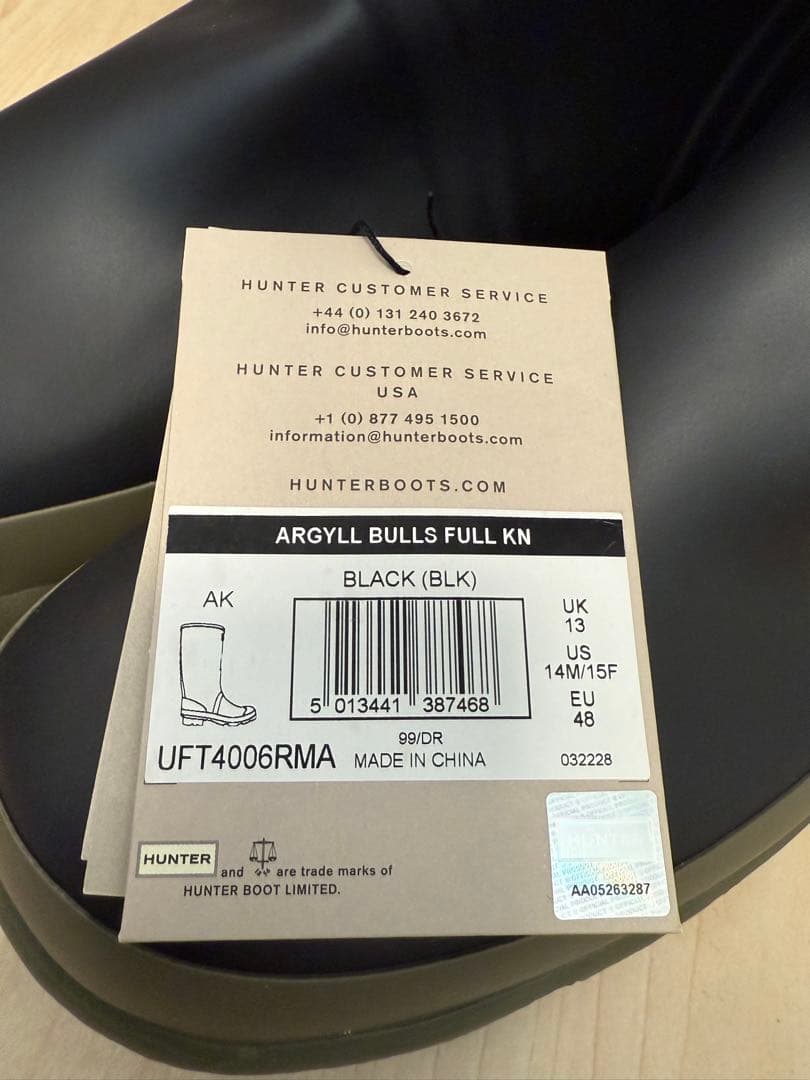 HUNTER CUSTOMER SERVICE
+44 (0) 131 240 3672
info@hunterboots.com
HUNTER CUSTOMER SERVICE
USA
+1 (0) 877 495 1500
information@hunterboots.com
HUNTERBOOTS.COM
ARGYLL BULLS FULL KN
BLACK (BLK)
AK
UK
13
US
14M/15F
EU
48
5 013441 387468
99/DR
UFT4006RMA MADE IN CHINA 032228
HUNTER and are trade marks of
HUNTER BOOT LIMITED.
AA05263287